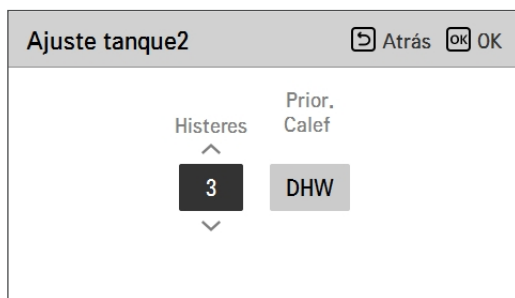 Ajuste tanque2
Atrás
OK OK
Prior.
Histeres Calef
3 DHW